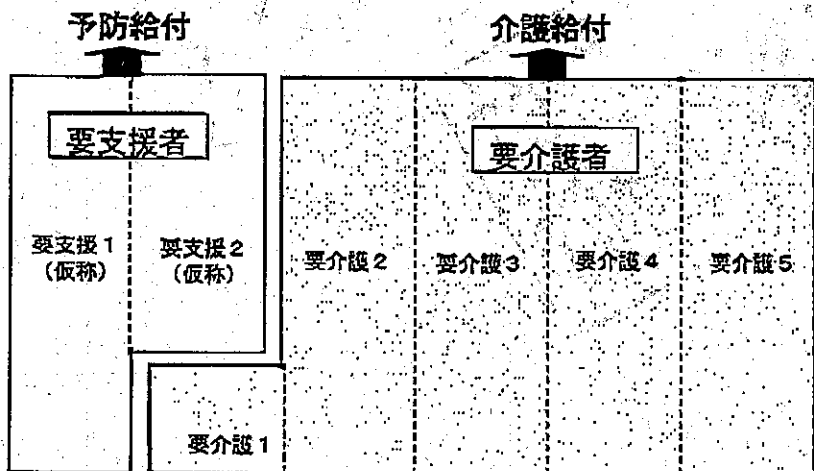 予防給付
介護給付
要支援者
要介護者
要支援1
(仮称)
要支援2
(仮称)
要介護2
要介護3
要介護4
要介護5
要介護1